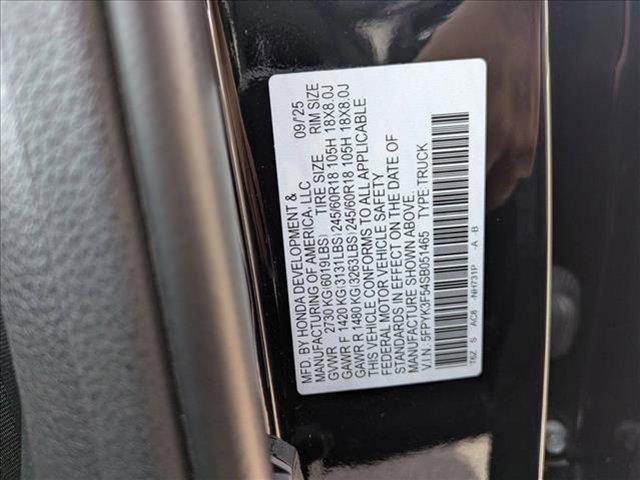 MFD. BY HONDA DEVELOPMENT & 09/25
MANUFACTURING OF AMERICA, LLC
GVWR 2730 KG(6019LBS) TIRE SIZE RIM SIZE
GAWR F 1420 KG(3131LBS) 245/60R18 105H 18X8.0J
GAWR R 1480 KG(3263LBS) 245/60R18 105H 18X8.0J
THIS VEHICLE CONFORMS TO ALL APPLICABLE
FEDERAL MOTOR VEHICLE SAFETY
STANDARDS IN EFFECT ON THE DATE OF
MANUFACTURE SHOWN ABOVE.
V.I.N.: 5FPYK3F54SB051465 TYPE: TRUCK
T6Z S AC8 NH731P A B